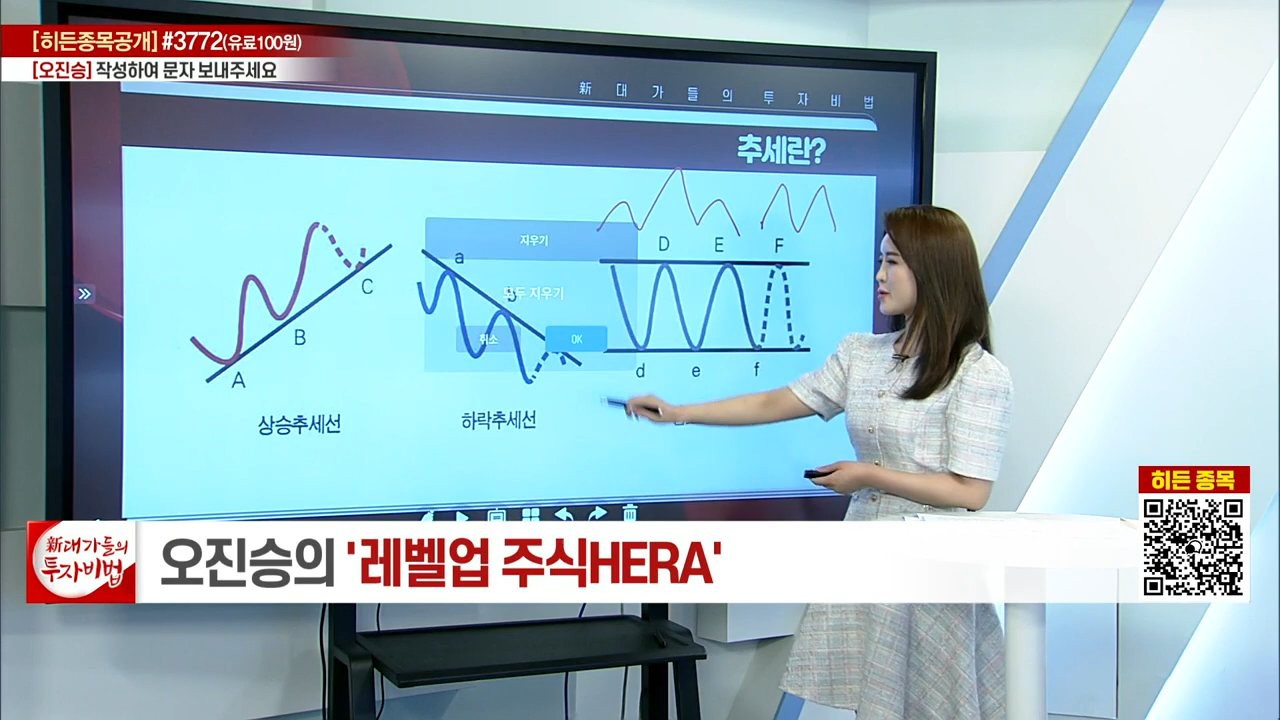 [히든종목공개] #3772(유료100원)
[오진승] 작성하여 문자 보내주세요
新 대가들의 투자비법
추세란?
지우기
모두 지우기
취소 OK
a
D E F
A B C
d e f
상승추세선
하락추세선
히든 종목
新대가들의
투자비법
오진승의 '레벨업 주식HERA'